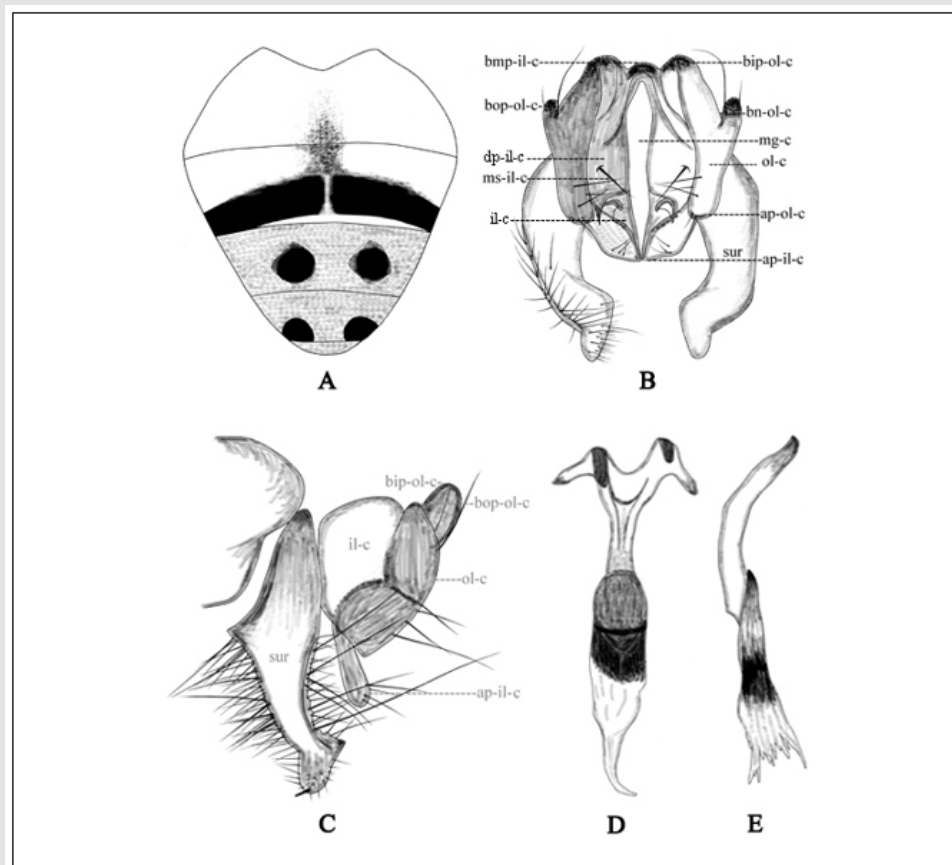 bmp-il-c
bip-ol-c
bop-ol-c
bn-ol-c
mg-c
dp-il-c
ol-c
ms-il-c
il-c
ap-ol-c
sur
ap-il-c
A
B
bip-ol-c
bop-ol-c
il-c
ol-c
sur
ap-il-c
C
D
E